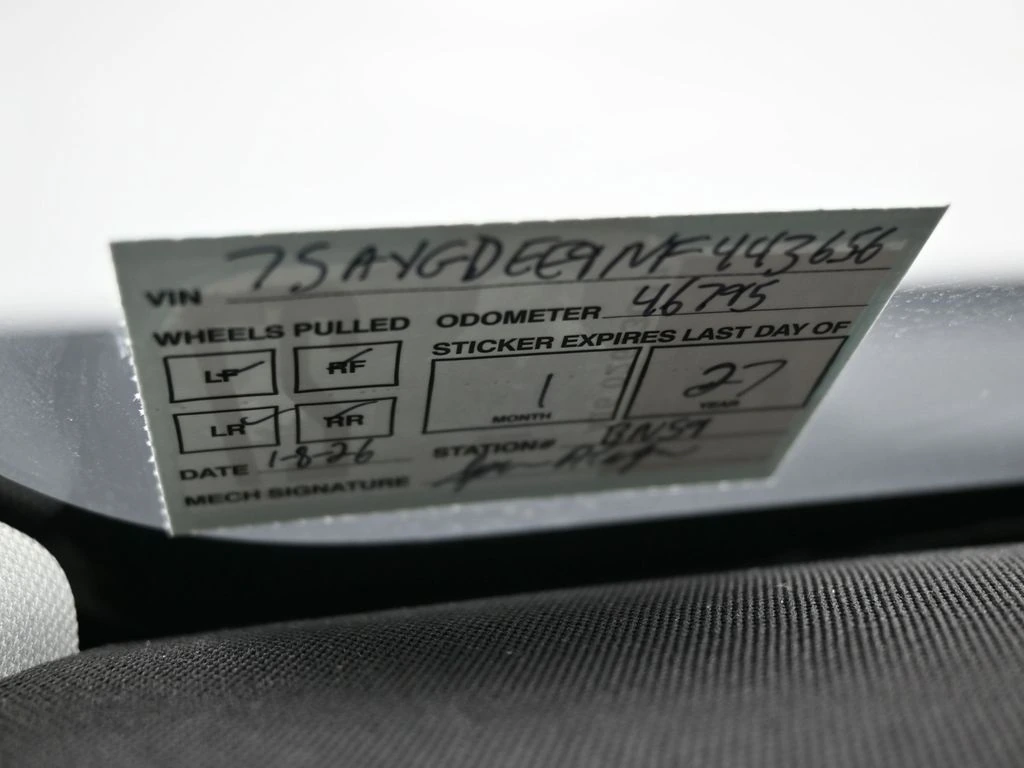 VIN 7SAYGDEE9NF443656
WHEELS PULLED
ODOMETER 46795
LF RF
STICKER EXPIRES LAST DAY OF
1 27
MONTH YEAR
LR RR
DATE 1-8-26
STATION# BN59
MECH SIGNATURE